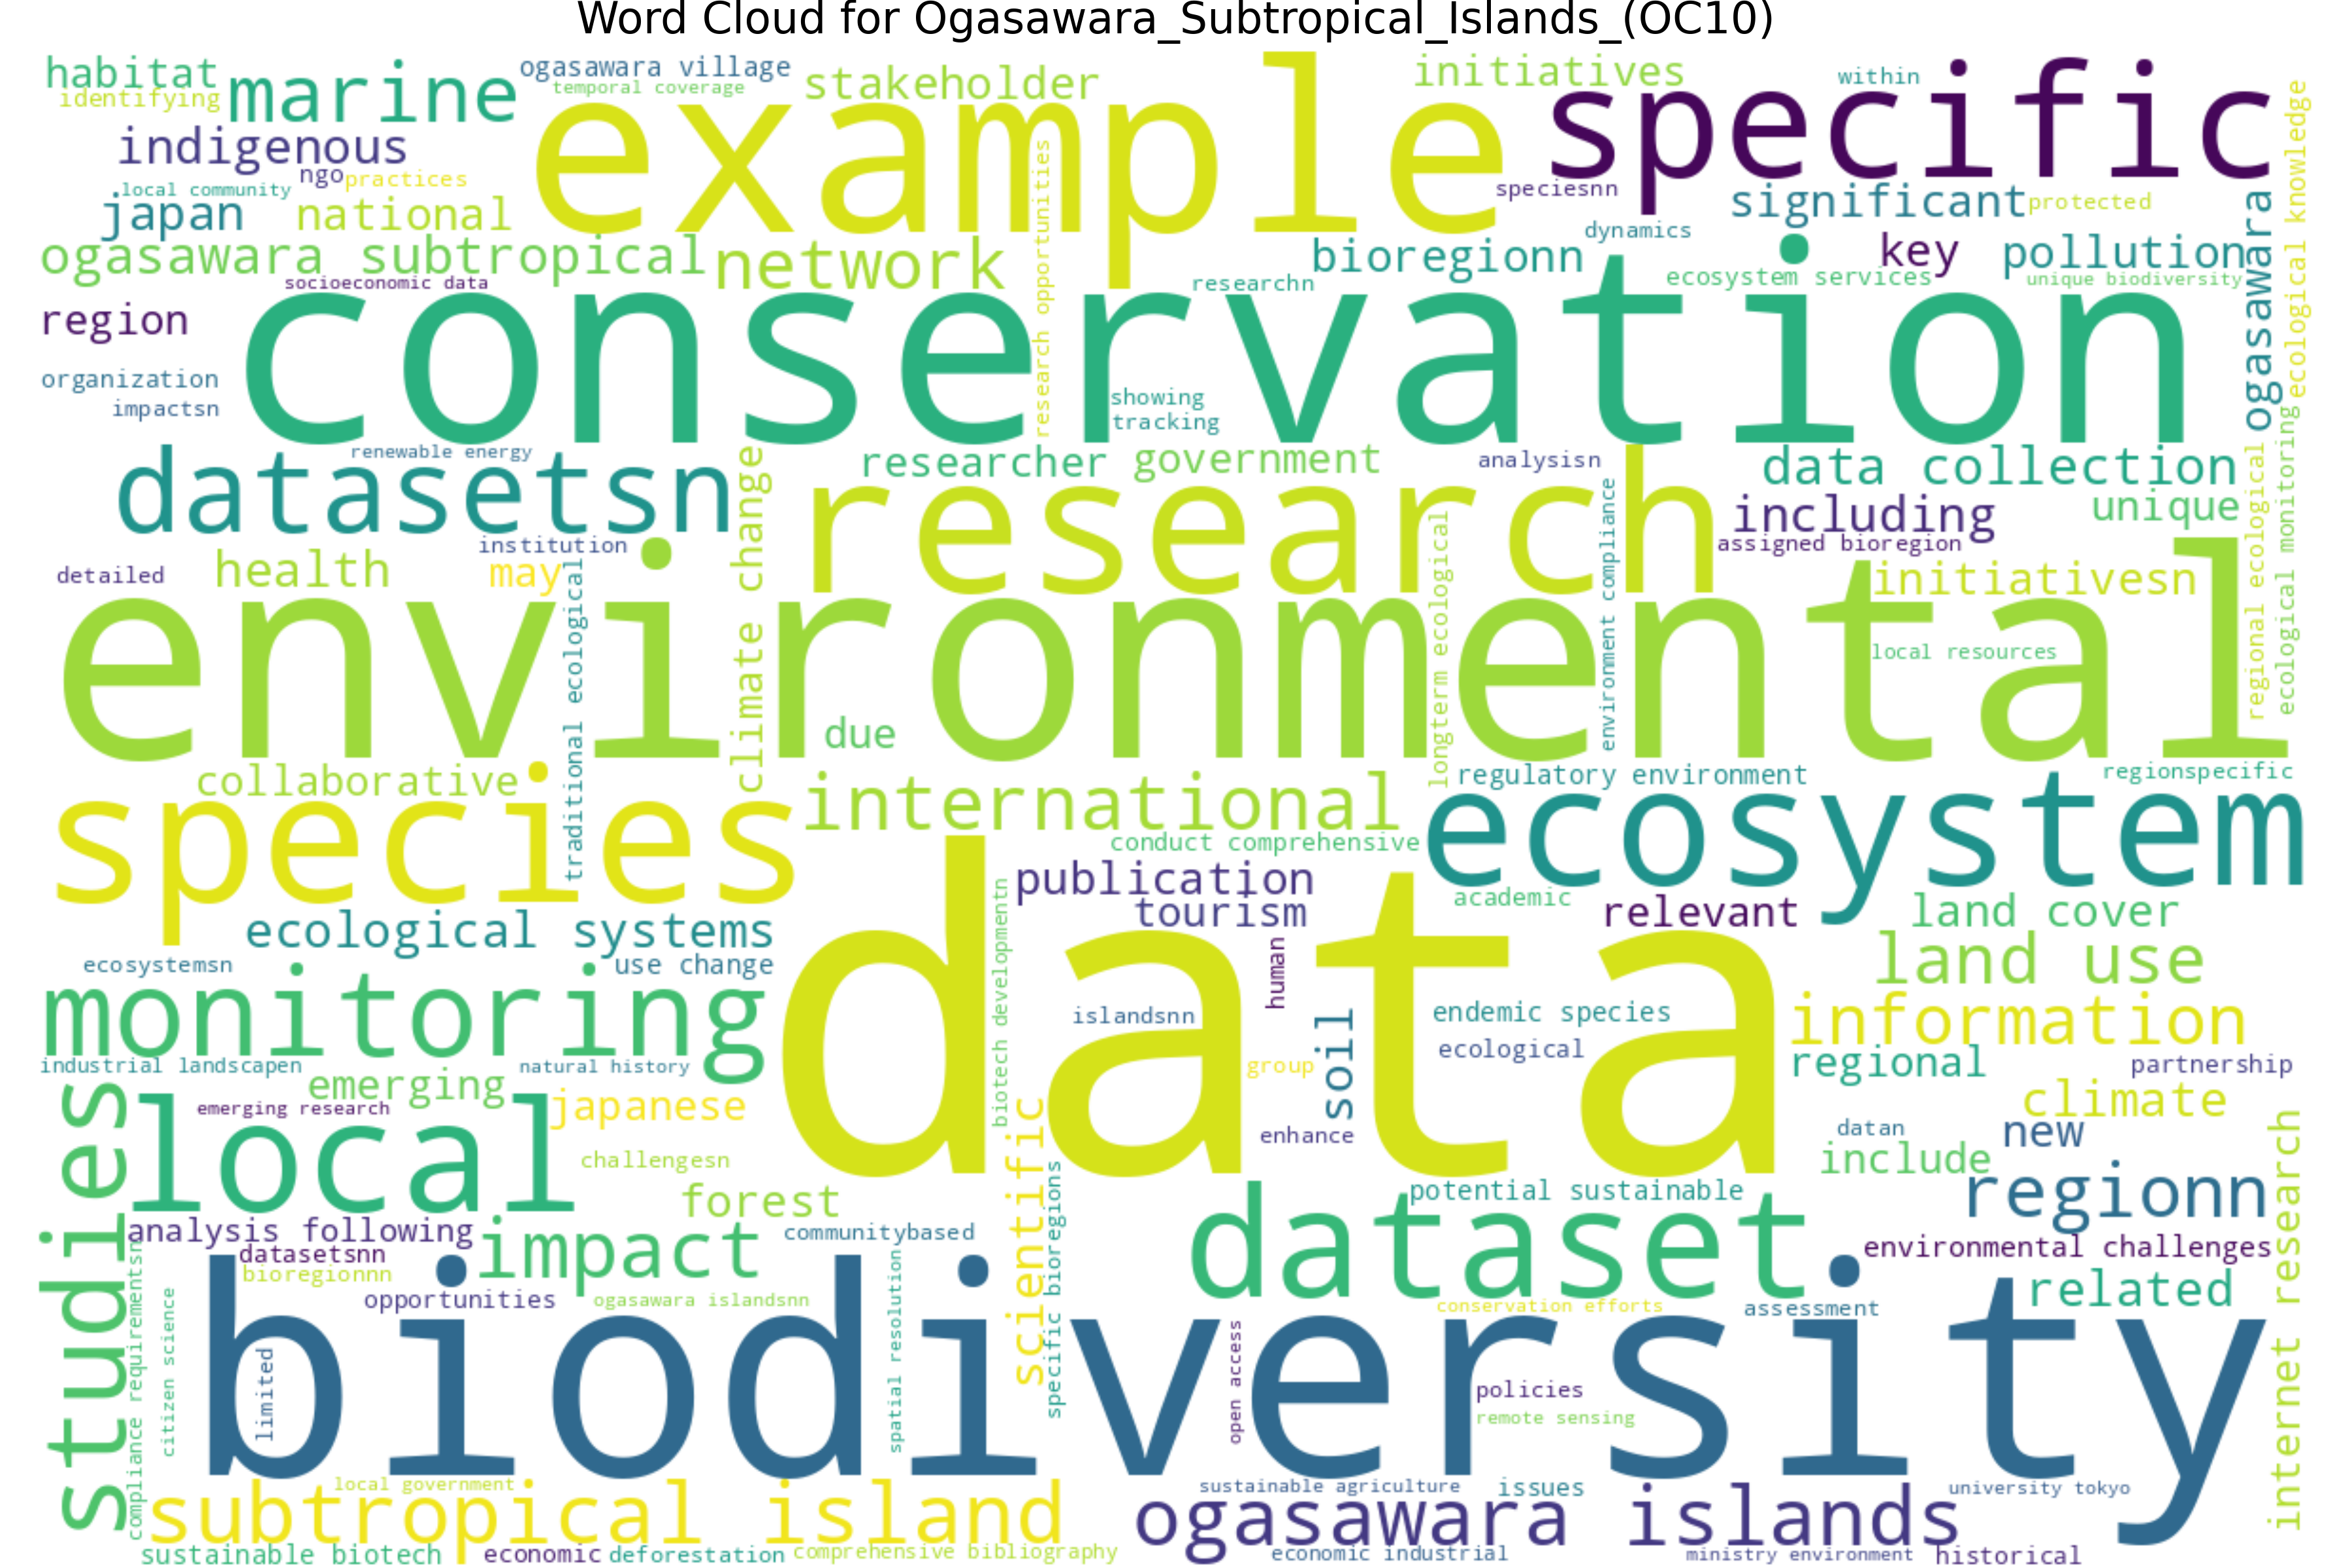 Word Cloud for Ogasawara_Subtropical_Islands_(OC10)
habitat
identifying
marine
ogasawara village
temporal coverage
stakeholder
example
initiatives
within
specific
indigenous
ngo
practices
local community
japan
national
speciesnn
significant
protected
ecological knowledge
ogasawara subtropical
network
research opportunities
bioregionn
dynamics
key
pollution
ogasawara
socioeconomic data
researchn
ecosystem services
unique biodiversity
region
conservation
organization
impactsn
showing
tracking
datasetsn
renewable energy
climate change
researcher
government
analysisn
data collection
research
including
unique
institution
assigned bioregion
detailed
health
may
initiativesn
environmental
traditional ecological
longterm ecological
environment compliance
local resources
regional ecological
ecological monitoring
due
collaborative
species
international
regulatory environment
regionspecific
ecosystem
conduct comprehensive
publication
tourism
academic
relevant
land cover
ecological systems
ecosystemsn
use change
data
biotech developmentn
human
land use
monitoring
islandsnn
soil
endemic species
ecological
information
industrial landscapen
natural history
group
regional
partnership
emerging
emerging research
japanese
climate
studies
local
enhance
datan
new
challengesn
scientific
include
forest
potential sustainable
regionn
analysis following
impact
communitybased
specific bioregions
dataset
environmental challenges
internet research
datasetsnn
bioregionnn
opportunities
ogasawara islandsnn
conservation efforts
assessment
related
biodiversity
compliance requirementsn
citizen science
limited
spatial resolution
open access
policies
remote sensing
local government
subtropical island
sustainable agriculture
issues
university tokyo
ogasawara islands
sustainable biotech
economic
deforestation
comprehensive bibliography
economic industrial
ministry environment
historical